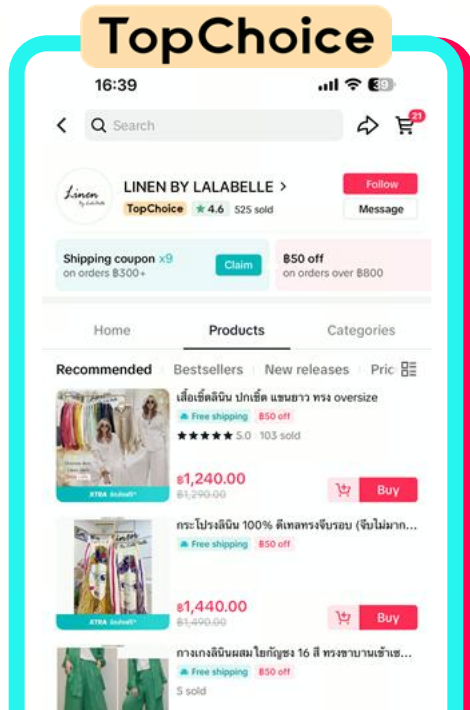 TopChoice
16:39
39
Search
21
Linen
LINEN BY LALABELLE >
Follow
TopChoice ★ 4.6 525 sold
Message
Shipping coupon x9
on orders ฿300+
Claim
฿50 off
on orders over ฿800
Home Products Categories
Recommended Bestsellers New releases Pric
เสื้อเชิ้ตลินิน ปกเชิ้ต แขนยาว ทรง oversize
Free shipping ฿50 off
★★★★★ 5.0 103 sold
฿1,240.00
฿1,290.00
Buy
XTRA
กระโปรงลินิน 100% ดีเทลทรงจีบรอบ (จีบไม่มาก...
Free shipping ฿50 off
฿1,440.00
฿1,490.00
Buy
XTRA
กางเกงลินินผสมใยกัญชง 16 สี ทรงขาบานเข้าเซ...
Free shipping ฿50 off
5 sold